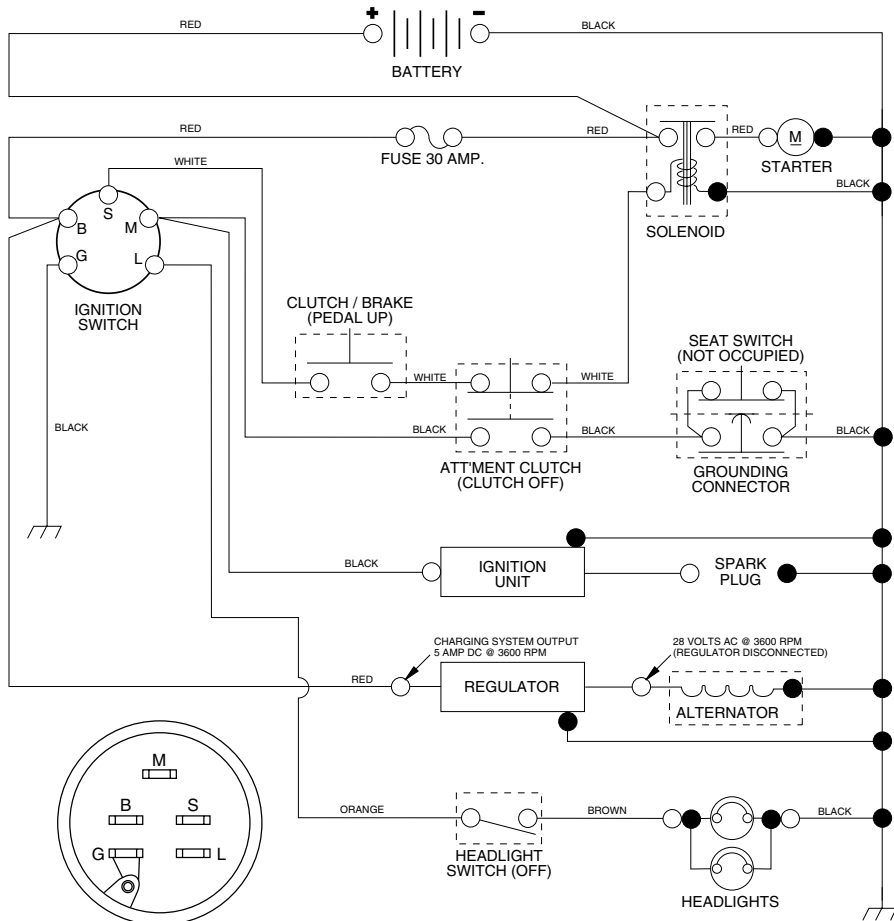 RED
+
-
BLACK
BATTERY
RED
FUSE 30 AMP.
RED
RED
M
STARTER
WHITE
BLACK
SOLENOID
S
B
M
G
L
IGNITION
SWITCH
CLUTCH / BRAKE
(PEDAL UP)
SEAT SWITCH
(NOT OCCUPIED)
WHITE
WHITE
BLACK
BLACK
BLACK
BLACK
ATT'MENT CLUTCH
(CLUTCH OFF)
GROUNDING
CONNECTOR
BLACK
IGNITION
UNIT
SPARK
PLUG
CHARGING SYSTEM OUTPUT
5 AMP DC @ 3600 RPM
28 VOLTS AC @ 3600 RPM
(REGULATOR DISCONNECTED)
RED
REGULATOR
ALTERNATOR
M
B
S
G
L
ORANGE
BROWN
BLACK
HEADLIGHT
SWITCH (OFF)
HEADLIGHTS